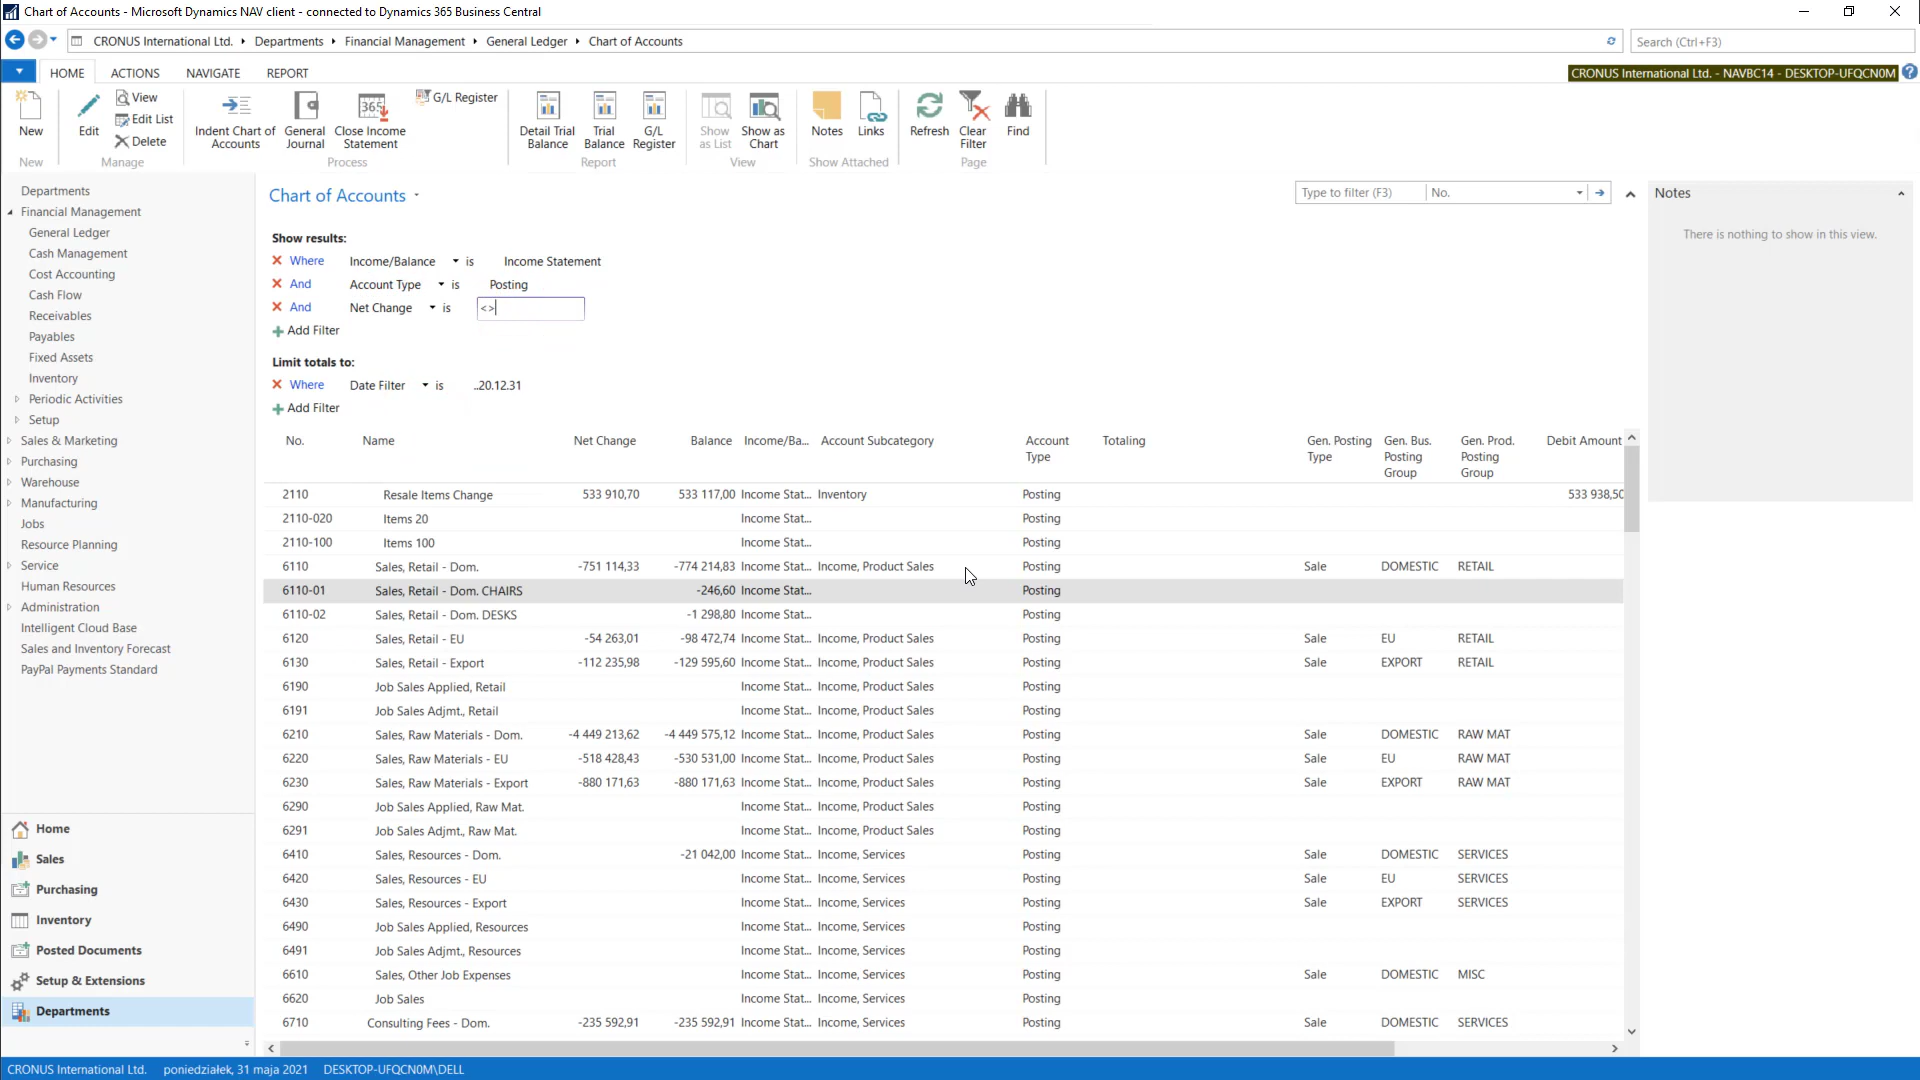 Chart of Accounts - Microsoft Dynamics NAV client - connected to Dynamics 365 Business Central
CRONUS International Ltd. Departments Financial Management General Ledger Chart of Accounts
Search (Ctrl+F3)
HOME ACTIONS NAVIGATE REPORT
CRONUS International Ltd. - NAVBC14 - DESKTOP-UFQCN0M
New
Edit
View
Edit List
Delete
Indent Chart of Accounts
General Journal
Close Income Statement
G/L Register
Detail Trial Balance
Trial Balance
G/L Register
Show as List
Show as Chart
Notes
Links
Refresh
Clear Filter
Find
New Manage Process Report View Show Attached Page
Departments
Financial Management
General Ledger
Cash Management
Cost Accounting
Cash Flow
Receivables
Payables
Fixed Assets
Inventory
Periodic Activities
Setup
Sales & Marketing
Purchasing
Warehouse
Manufacturing
Jobs
Resource Planning
Service
Human Resources
Administration
Intelligent Cloud Base
Sales and Inventory Forecast
PayPal Payments Standard
Home
Sales
Purchasing
Inventory
Posted Documents
Setup & Extensions
Departments
Chart of Accounts
Type to filter (F3) No.
Show results:
Where Income/Balance is Income Statement
And Account Type is Posting
And Net Change is <>
Add Filter
Limit totals to:
Where Date Filter is ..20.12.31
Add Filter
No. Name Net Change Balance Income/Ba... Account Subcategory Account Type Totaling Gen. Posting Type Gen. Bus. Posting Group Gen. Prod. Posting Group Debit Amount
2110 Resale Items Change 533 910,70 533 117,00 Income Stat... Inventory Posting 533 938,50
2110-020 Items 20 Income Stat... Posting
2110-100 Items 100 Income Stat... Posting
6110 Sales, Retail - Dom. -751 114,33 -774 214,83 Income Stat... Income, Product Sales Posting Sale DOMESTIC RETAIL
6110-01 Sales, Retail - Dom. CHAIRS -246,60 Income Stat... Posting
6110-02 Sales, Retail - Dom. DESKS -1 298,80 Income Stat... Posting
6120 Sales, Retail - EU -54 263,01 -98 472,74 Income Stat... Income, Product Sales Posting Sale EU RETAIL
6130 Sales, Retail - Export -112 235,98 -129 595,60 Income Stat... Income, Product Sales Posting Sale EXPORT RETAIL
6190 Job Sales Applied, Retail Income Stat... Income, Product Sales Posting
6191 Job Sales Adjmt., Retail Income Stat... Income, Product Sales Posting
6210 Sales, Raw Materials - Dom. -4 449 213,62 -4 449 575,12 Income Stat... Income, Product Sales Posting Sale DOMESTIC RAW MAT
6220 Sales, Raw Materials - EU -518 428,43 -530 531,00 Income Stat... Income, Product Sales Posting Sale EU RAW MAT
6230 Sales, Raw Materials - Export -880 171,63 -880 171,63 Income Stat... Income, Product Sales Posting Sale EXPORT RAW MAT
6290 Job Sales Applied, Raw Mat. Income Stat... Income, Product Sales Posting
6291 Job Sales Adjmt., Raw Mat. Income Stat... Income, Product Sales Posting
6410 Sales, Resources - Dom. -21 042,00 Income Stat... Income, Services Posting Sale DOMESTIC SERVICES
6420 Sales, Resources - EU Income Stat... Income, Services Posting Sale EU SERVICES
6430 Sales, Resources - Export Income Stat... Income, Services Posting Sale EXPORT SERVICES
6490 Job Sales Applied, Resources Income Stat... Income, Services Posting
6491 Job Sales Adjmt., Resources Income Stat... Income, Services Posting
6610 Sales, Other Job Expenses Income Stat... Income, Services Posting Sale DOMESTIC MISC
6620 Job Sales Income Stat... Income, Services Posting
6710 Consulting Fees - Dom. -235 592,91 -235 592,91 Income Stat... Income, Services Posting Sale DOMESTIC SERVICES
Notes
There is nothing to show in this view.
CRONUS International Ltd. poniedziałek, 31 maja 2021 DESKTOP-UFQCN0M\DELL